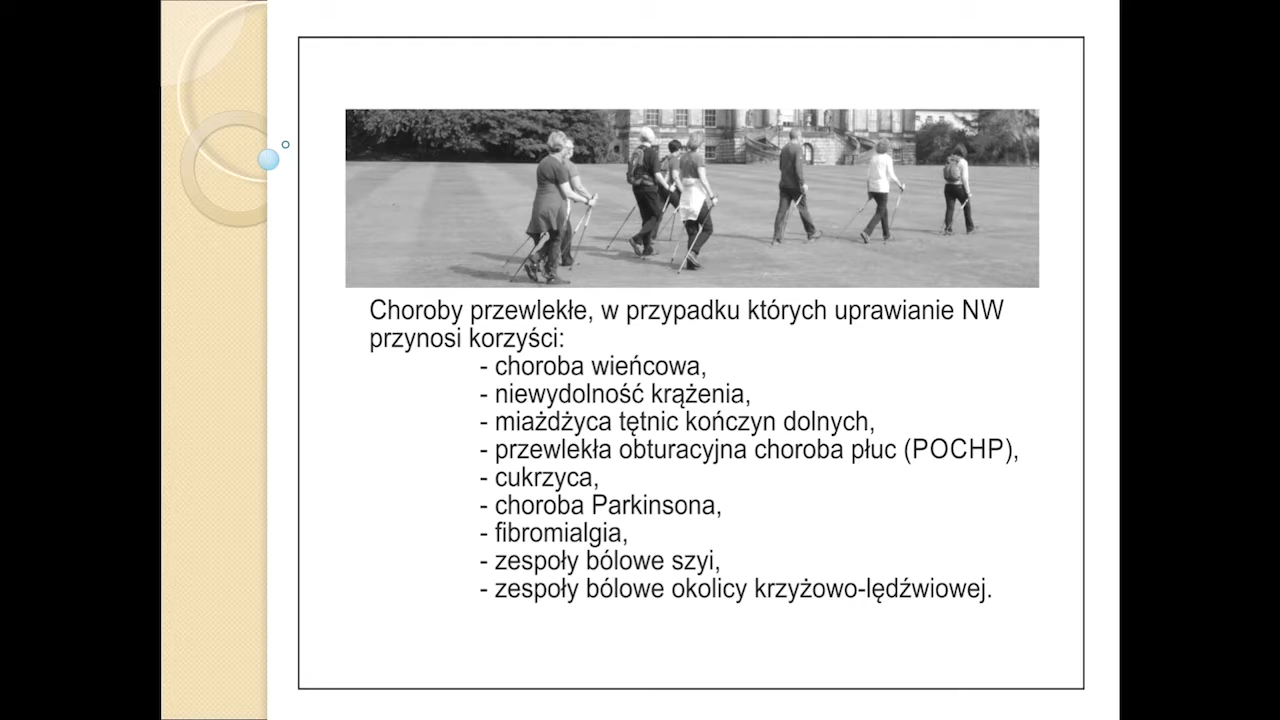 Choroby przewlekłe, w przypadku których uprawianie NW
przynosi korzyści:
- choroba wieńcowa,
- niewydolność krążenia,
- miażdżyca tętnic kończyn dolnych,
- przewlekła obturacyjna choroba płuc (POCHP),
- cukrzyca,
- choroba Parkinsona,
- fibromialgia,
- zespoły bólowe szyi,
- zespoły bólowe okolicy krzyżowo-lędźwiowej.